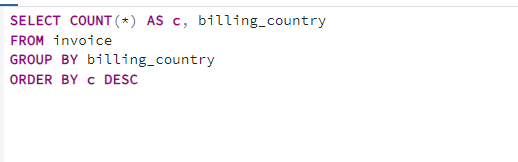 SELECT COUNT(*) AS c, billing_country
FROM invoice
GROUP BY billing_country
ORDER BY c DESC